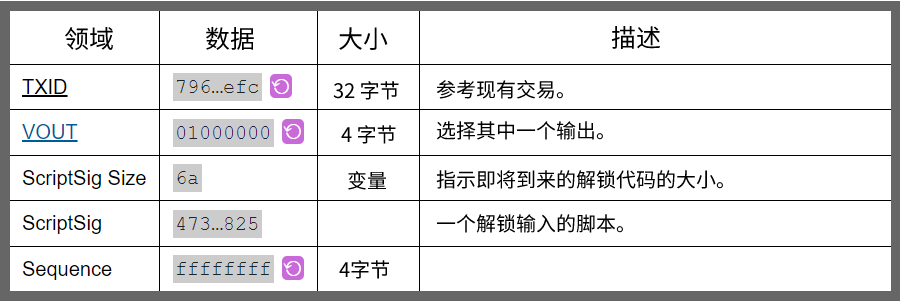 领域 数据 大小 描述
TXID 796...efc 32 字节 参考现有交易。
VOUT 01000000 4 字节 选择其中一个输出。
ScriptSig Size 6a 变量 指示即将到来的解锁代码的大小。
ScriptSig 473...825 一个解锁输入的脚本。
Sequence ffffffff 4字节